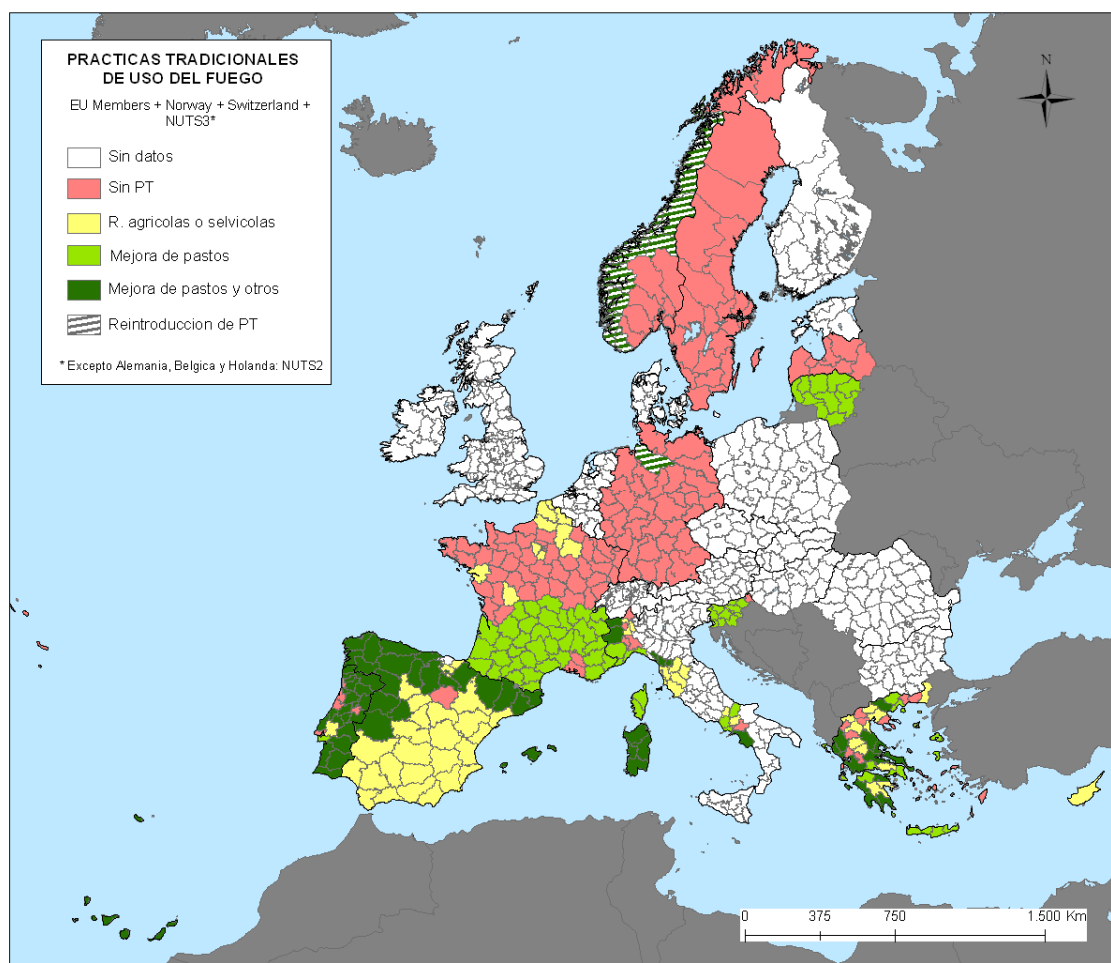 PRACTICAS TRADICIONALES
DE USO DEL FUEGO
EU Members + Norway + Switzerland +
NUTS3*
Sin datos
Sin PT
R. agricolas o selvicolas
Mejora de pastos
Mejora de pastos y otros
Reintroduccion de PT
* Excepto Alemania, Belgica y Holanda: NUTS2
N
0 375 750 1.500 Km